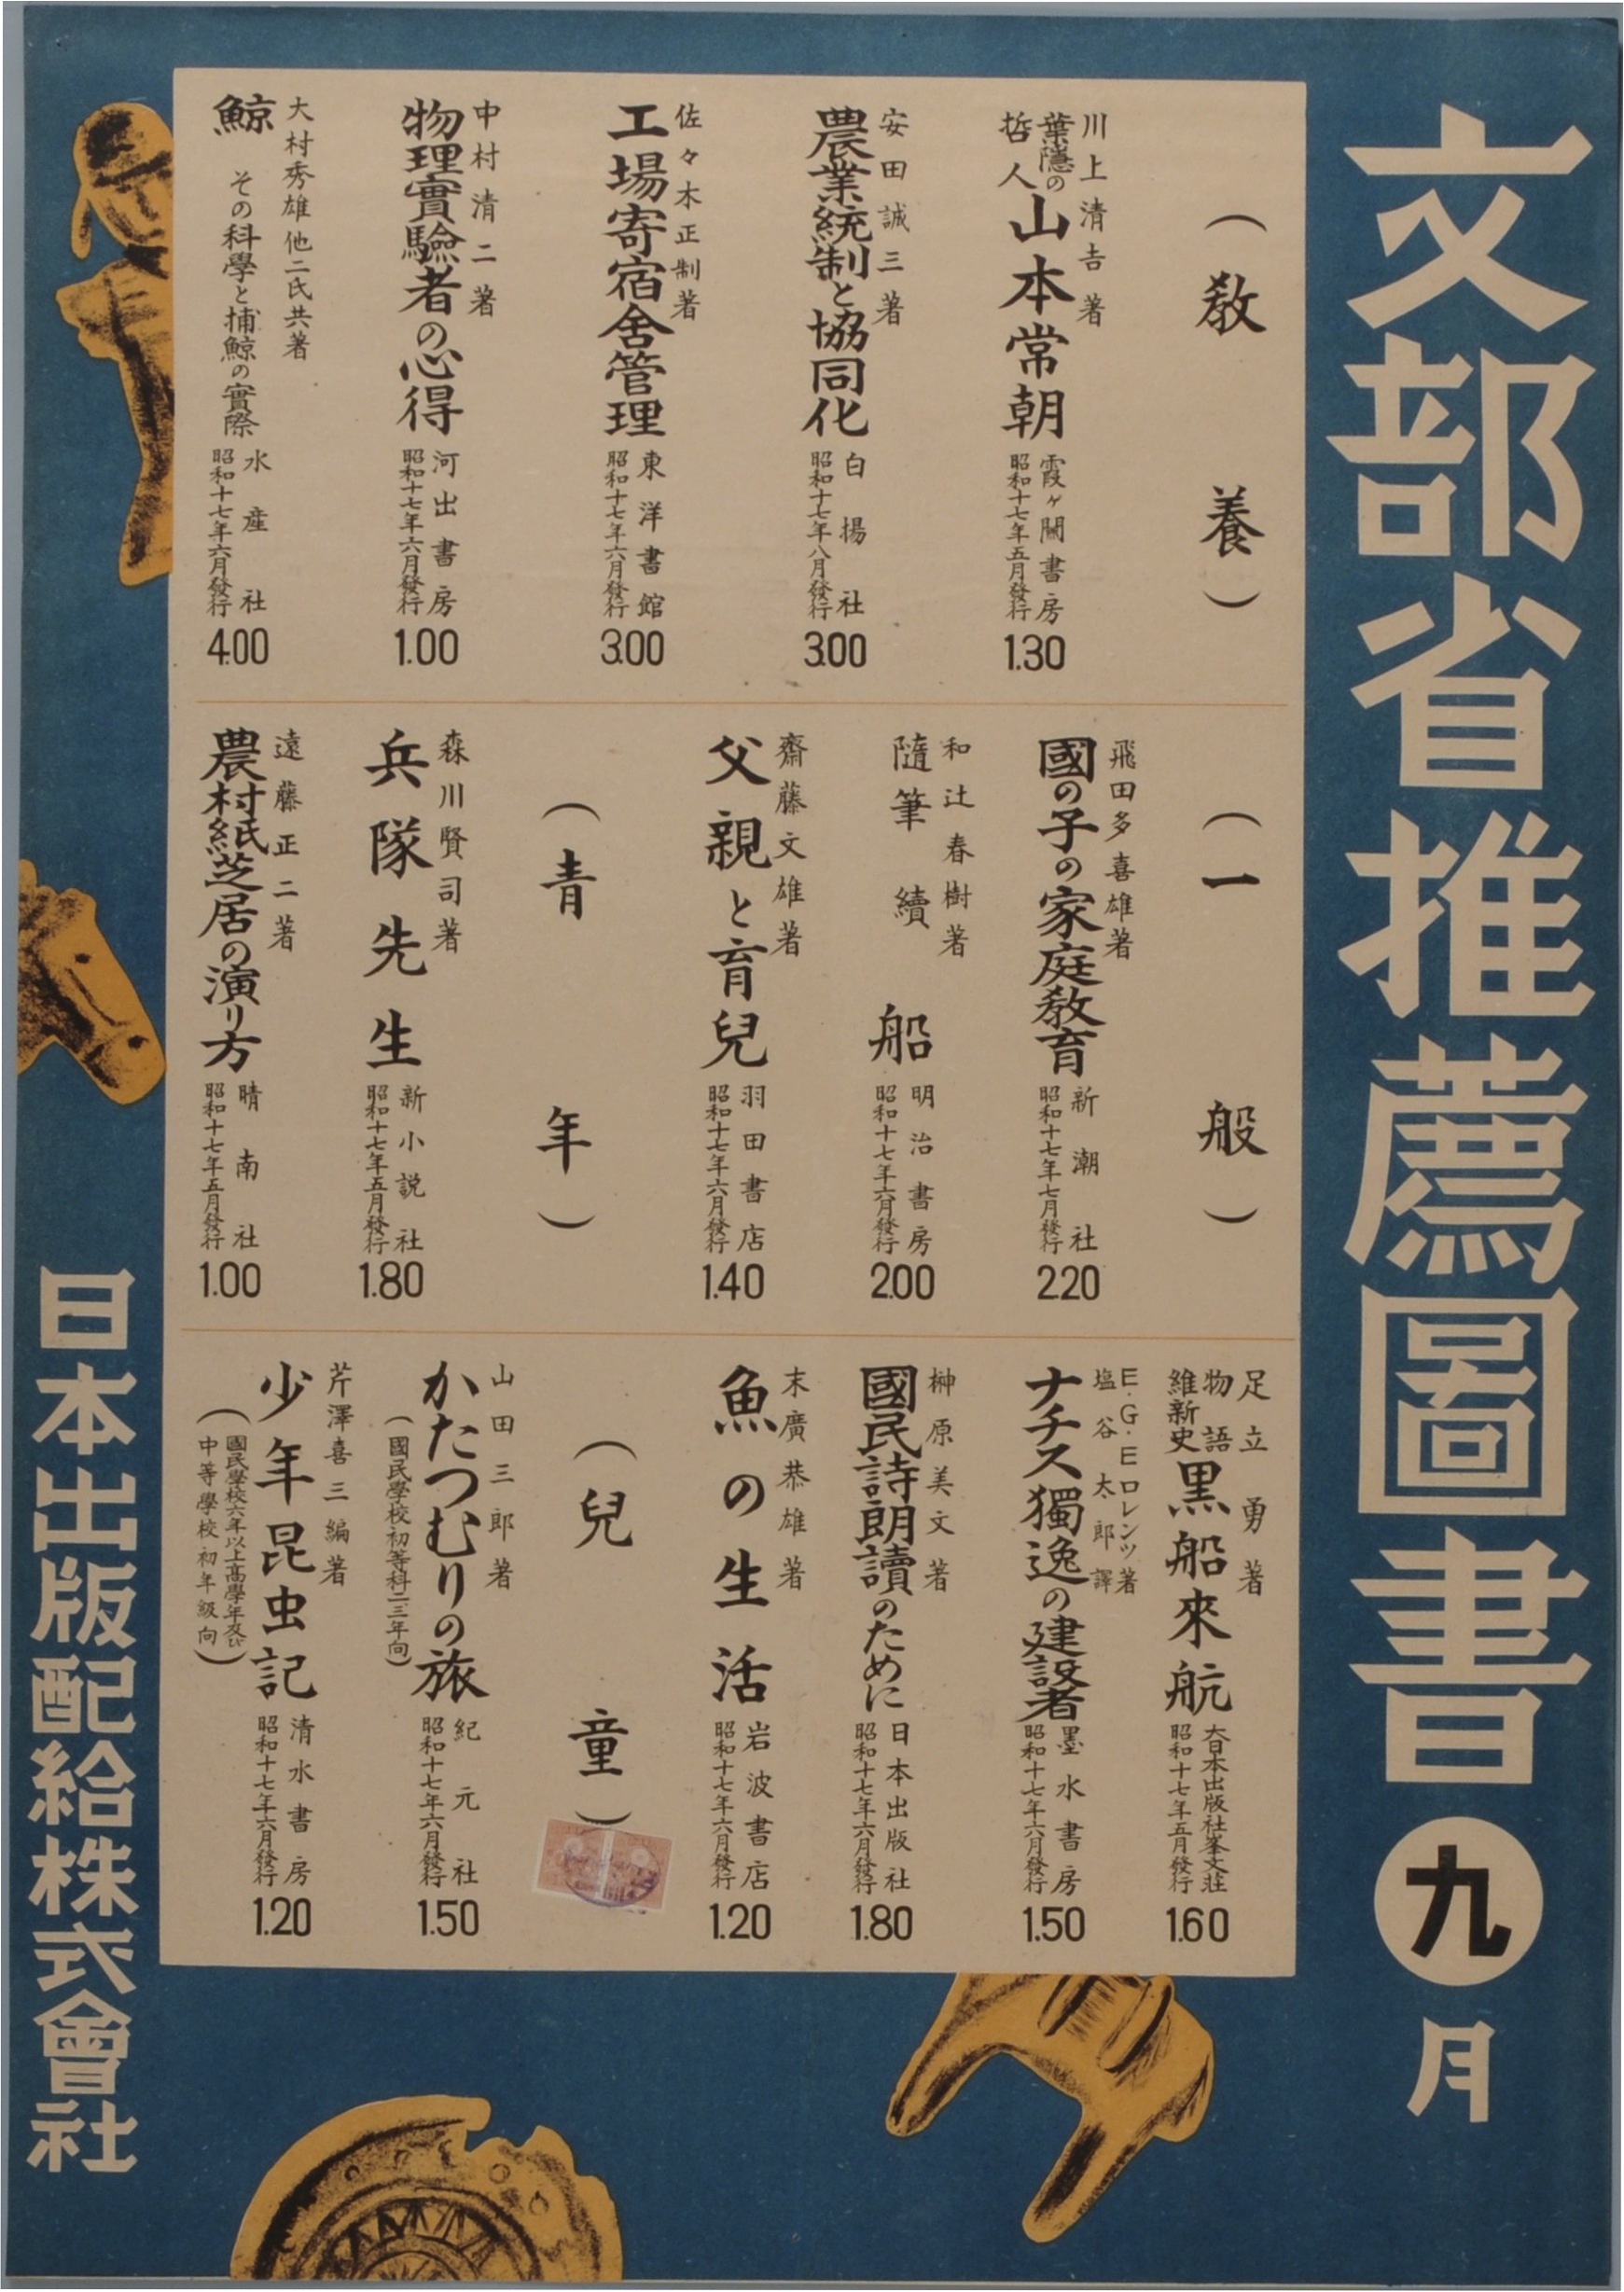 文部省推薦圖書
九月
(教養)
川上清吉著
葉隱の哲人
山本常朝
霞ヶ關書房
昭和十七年五月發行
1.30
安田誠三著
農業統制と協同化
白揚社
昭和十七年八月發行
3.00
佐々木正制著
工場寄宿舍管理
東洋書館
昭和十七年六月發行
3.00
中村清二著
物理實驗者の心得
河出書房
昭和十七年六月發行
1.00
大村秀雄他二氏共著
鯨 その科學と捕鯨の實際
水産社
昭和十七年六月發行
4.00
(一般)
飛田多喜雄著
國の子の家庭教育
新潮社
昭和十七年七月發行
2.20
和辻春樹著
隨筆 續 船
明治書房
昭和十七年六月發行
2.00
齋藤文雄著
父親と育兒
羽田書店
昭和十七年六月發行
1.40
(青年)
森川賢司著
兵隊先生
新小説社
昭和十七年五月發行
1.80
遠藤正二著
農村紙芝居の演り方
晴南社
昭和十七年五月發行
1.00
足立勇著
物語維新史
黒船來航
大日本出版社峯文莊
昭和十七年五月發行
1.60
E・G・Eロレンツ著
塩谷太郎譯
ナチス獨逸の建設者
墨水書房
昭和十七年六月發行
1.50
榊原美文著
國民詩朗讀のために
日本出版社
昭和十七年六月發行
1.80
末廣恭雄著
魚の生活
岩波書店
昭和十七年六月發行
1.20
(兒童)
山田三郎著
かたつむりの旅
(國民學校初等科二三年向)
紀元社
昭和十七年六月發行
1.50
芹澤喜三編著
少年昆虫記
(國民學校六年以上高學年及び
中等學校初年級向)
清水書房
昭和十七年六月發行
1.20
日本出版配給株式會社